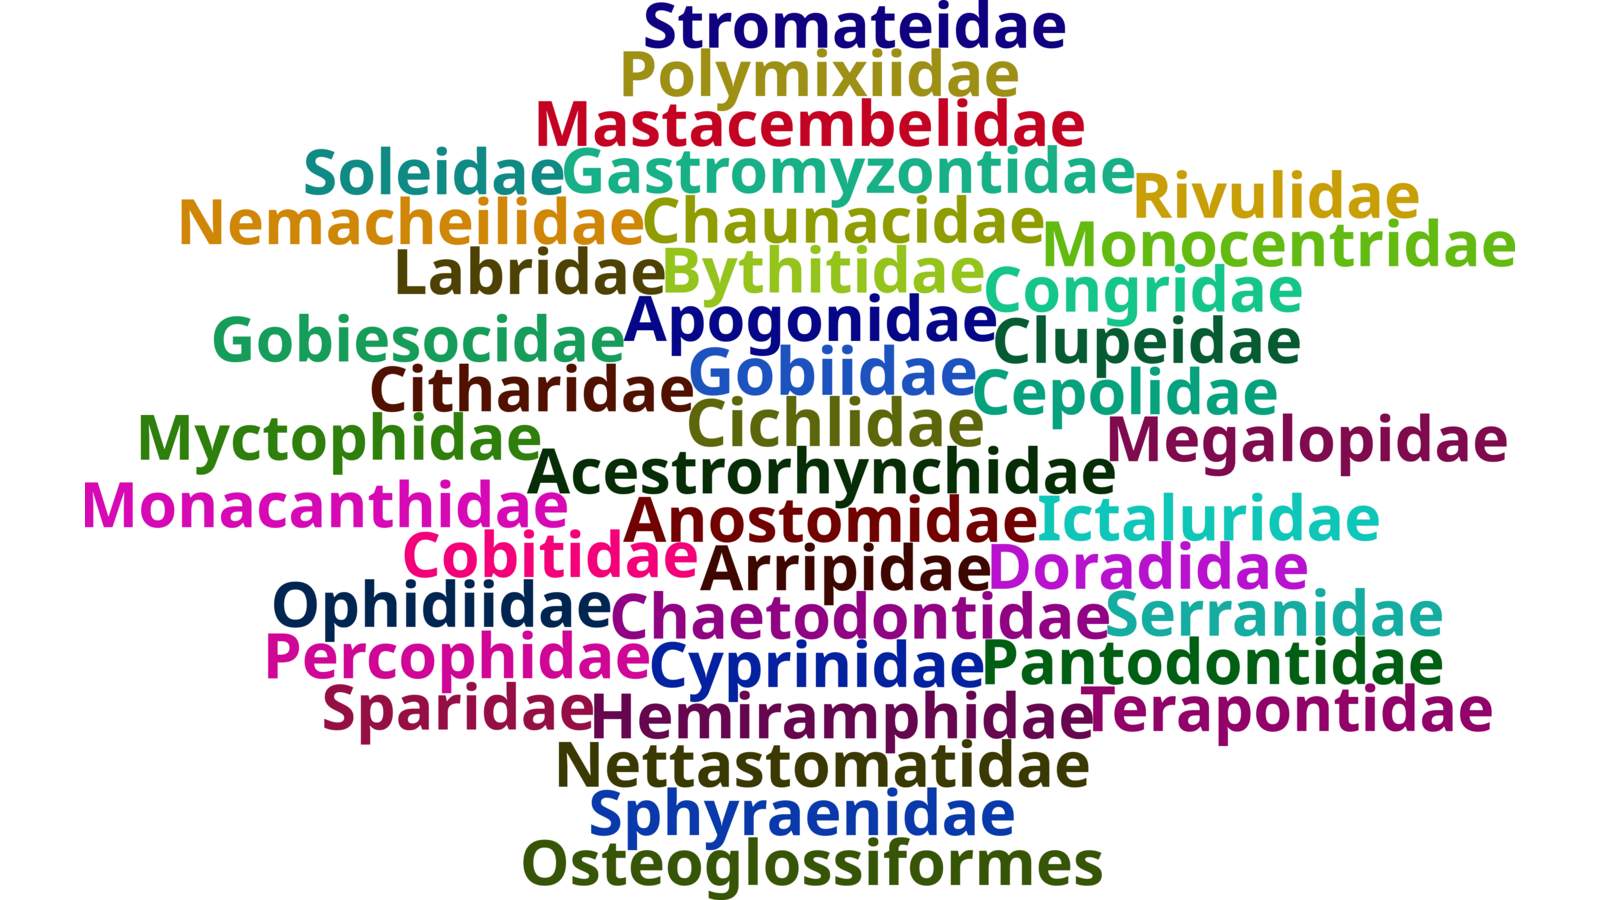 Stromateidae
Polymixiidae
Mastacembelidae
Soleidae Gastromyzontidae Rivulidae
Nemacheilidae Chaunacidae Monocentridae
Labridae Bythitidae Congridae
Gobiesocidae Apogonidae Clupeidae
Citharidae Gobiidae Cepolidae
Myctophidae Cichlidae Megalopidae
Acestrorhynchidae
Monacanthidae Anostomidae Ictaluridae
Cobitidae Arripidae Doradidae
Ophidiidae Chaetodontidae Serranidae
Percophidae Cyprinidae Pantodontidae
Sparidae Hemiramphidae Terapontidae
Nettastomatidae
Sphyraenidae
Osteoglossiformes